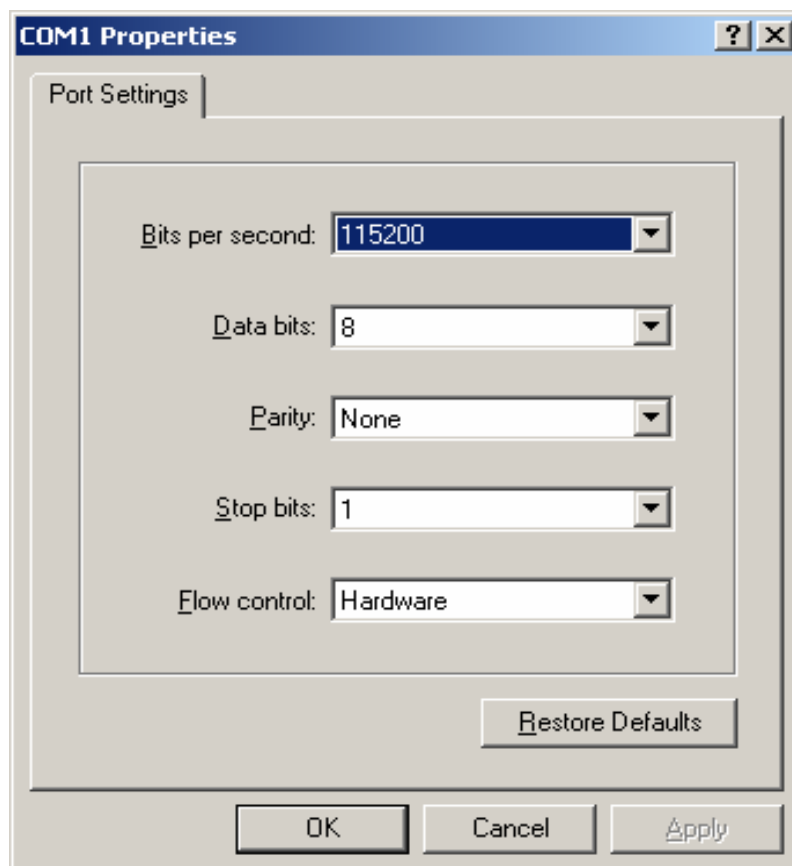 COM1 Properties
Port Settings
Bits per second: 115200
Data bits: 8
Parity: None
Stop bits: 1
Flow control: Hardware
Restore Defaults
OK Cancel Apply